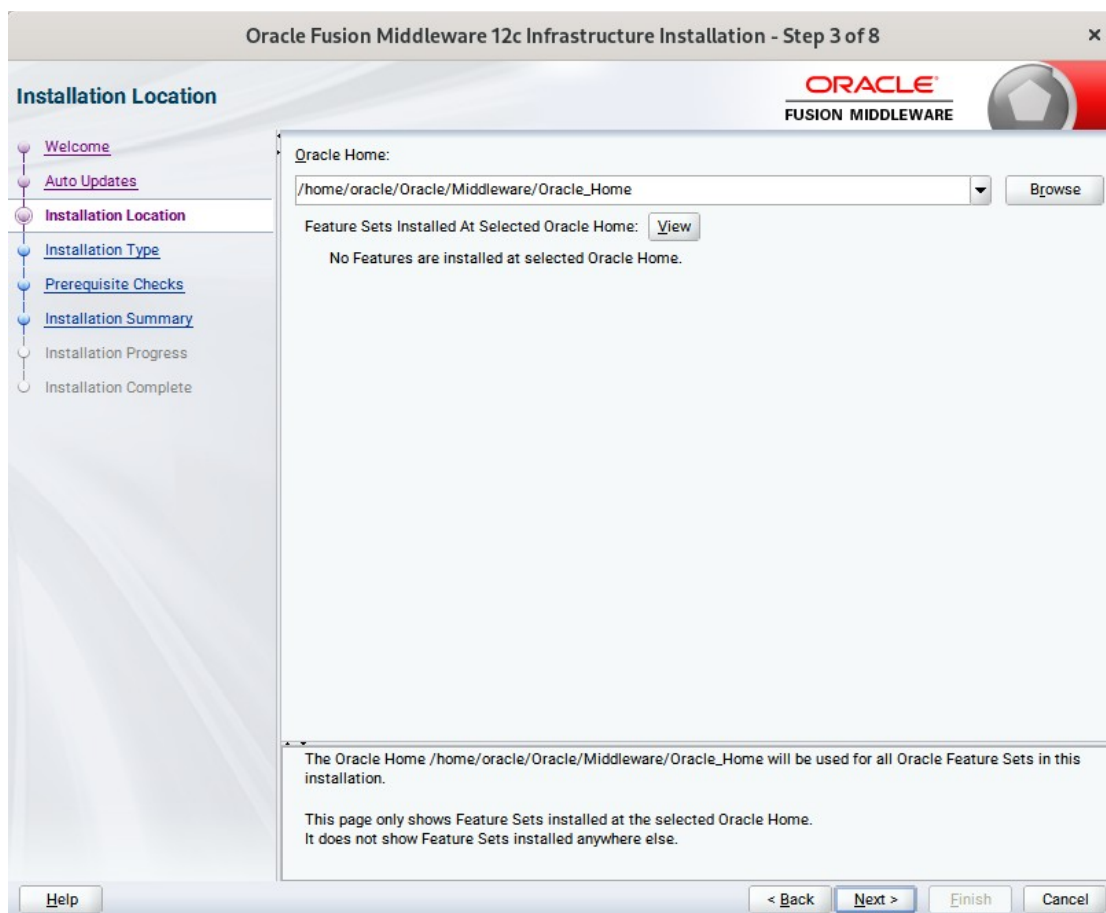 Oracle Fusion Middleware 12c Infrastructure Installation - Step 3 of 8
Installation Location
ORACLE
FUSION MIDDLEWARE
Welcome
Auto Updates
Installation Location
Installation Type
Prerequisite Checks
Installation Summary
Installation Progress
Installation Complete
Oracle Home:
/home/oracle/Oracle/Middleware/Oracle_Home
Browse
Feature Sets Installed At Selected Oracle Home: View
No Features are installed at selected Oracle Home.
The Oracle Home /home/oracle/Oracle/Middleware/Oracle_Home will be used for all Oracle Feature Sets in this
installation.
This page only shows Feature Sets installed at the selected Oracle Home.
It does not show Feature Sets installed anywhere else.
Help
< Back
Next >
Finish
Cancel